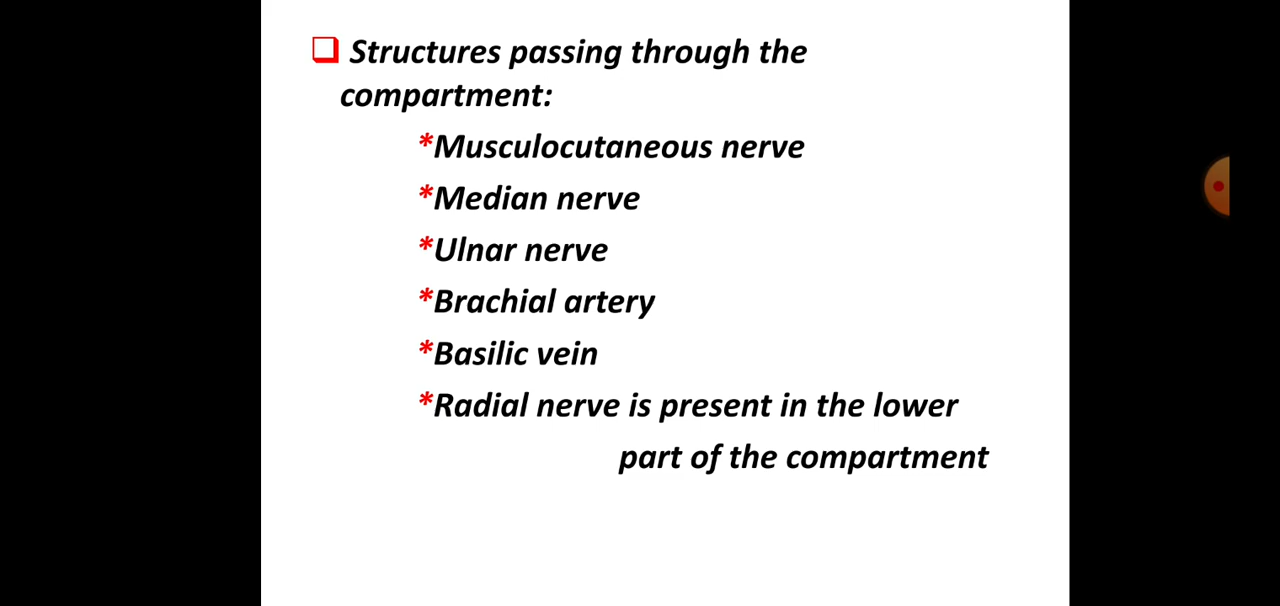 ❑ Structures passing through the
compartment:
*Musculocutaneous nerve
*Median nerve
*Ulnar nerve
*Brachial artery
*Basilic vein
*Radial nerve is present in the lower
part of the compartment